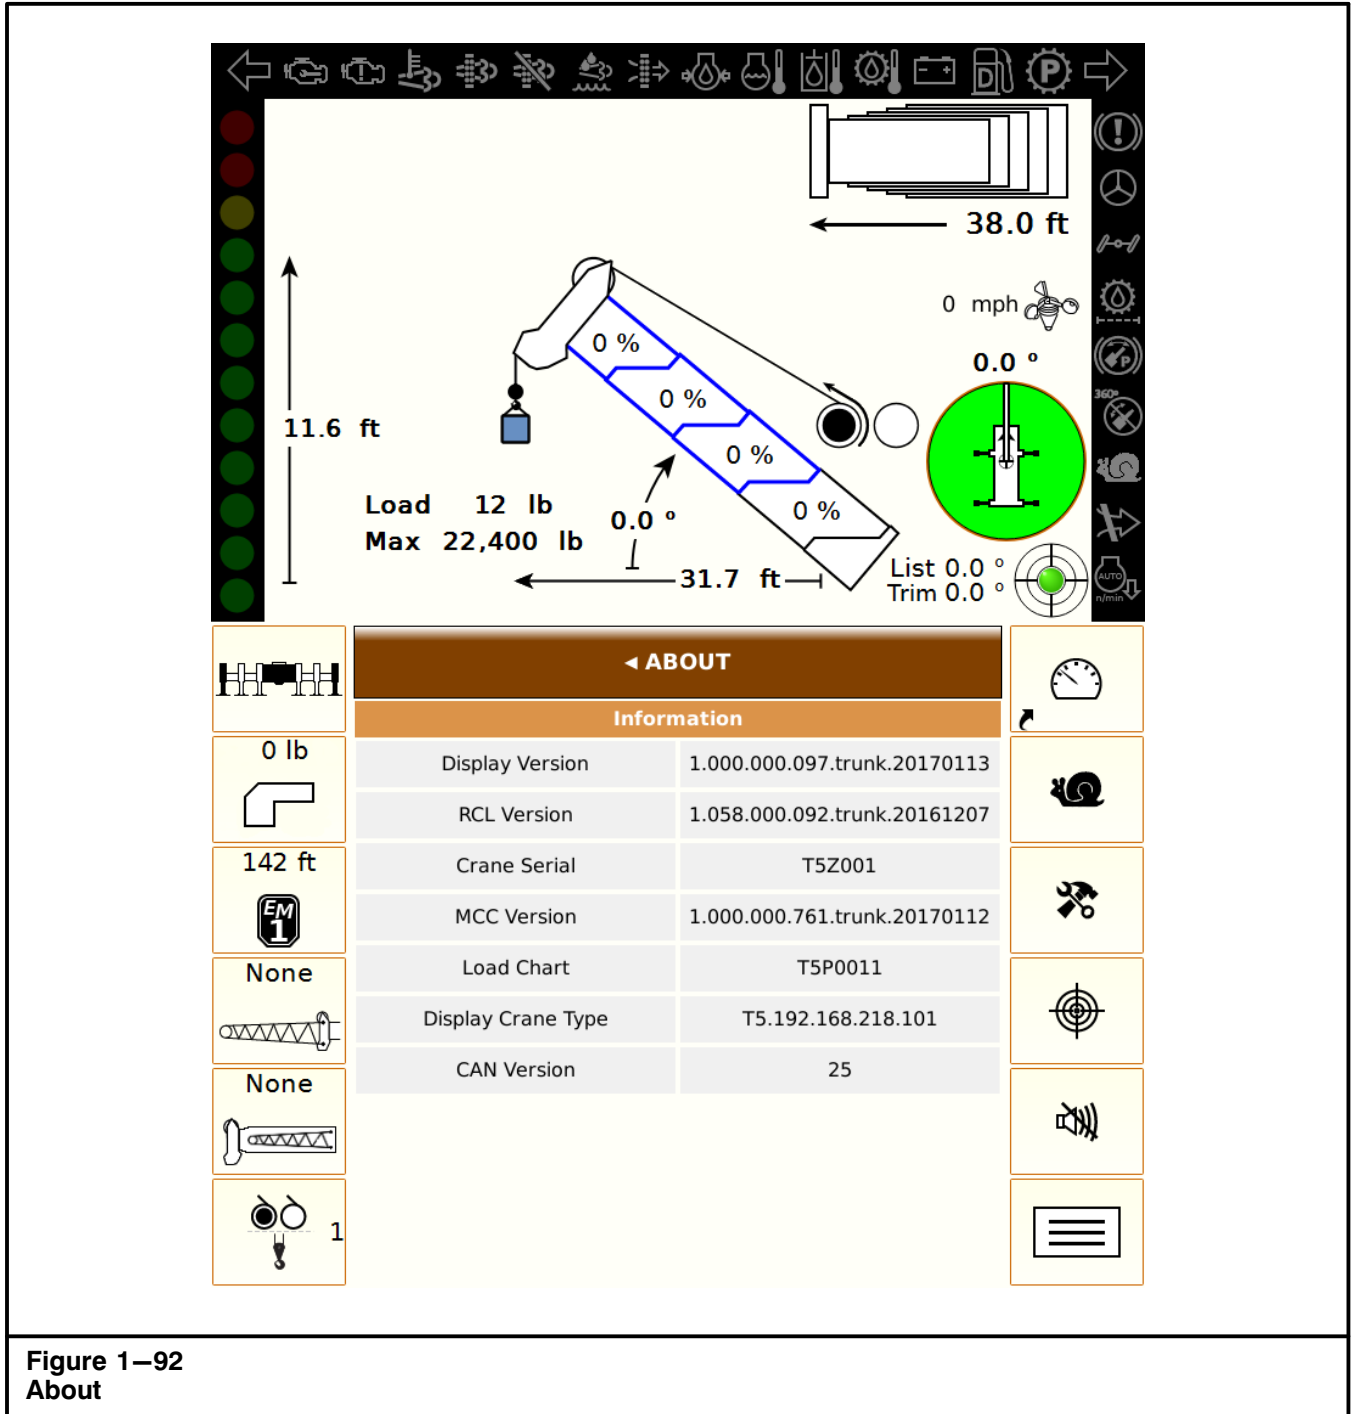 D
P
38.0 ft
0 mph
P
0.0 º
360º
0 %
0 %
11.6 ft
0 %
Load 12 lb
0 %
Max 22,400 lb
0.0 º
31.7 ft
List 0.0 º
Trim 0.0 º
AUTO
n/min
◂ ABOUT
Information
0 lb
Display Version 1.000.000.097.trunk.20170113
RCL Version 1.058.000.092.trunk.20161207
142 ft
Crane Serial T5Z001
EM
1
MCC Version 1.000.000.761.trunk.20170112
None
Load Chart T5P0011
Display Crane Type T5.192.168.218.101
None
CAN Version 25
1
Figure 1—92
About